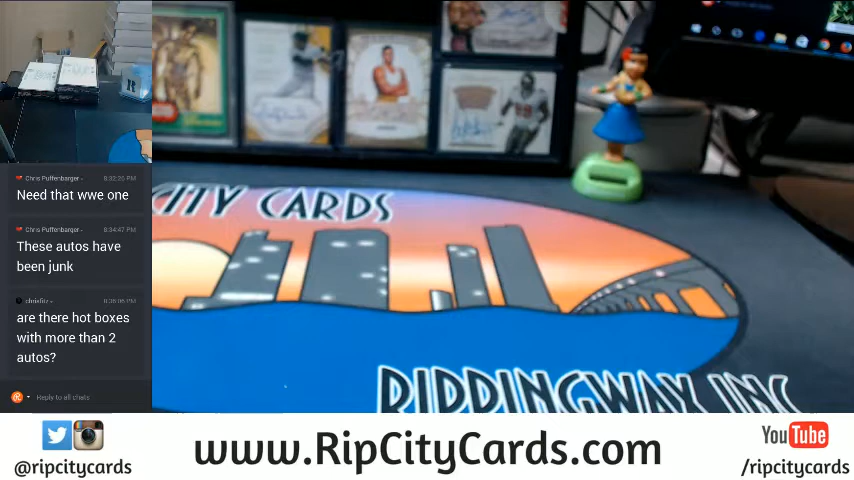 Chris Puffenbarger
8:32:25 PM
Need that wwe one
Chris Puffenbarger
8:34:47 PM
These autos have
been junk
chrisfitz
8:36:06 PM
are there hot boxes
with more than 2
autos?
Reply to all chats
CITY CARDS
RIPPINGWAX INC
@ripcitycards
www.RipCityCards.com
YouTube
/ripcitycards